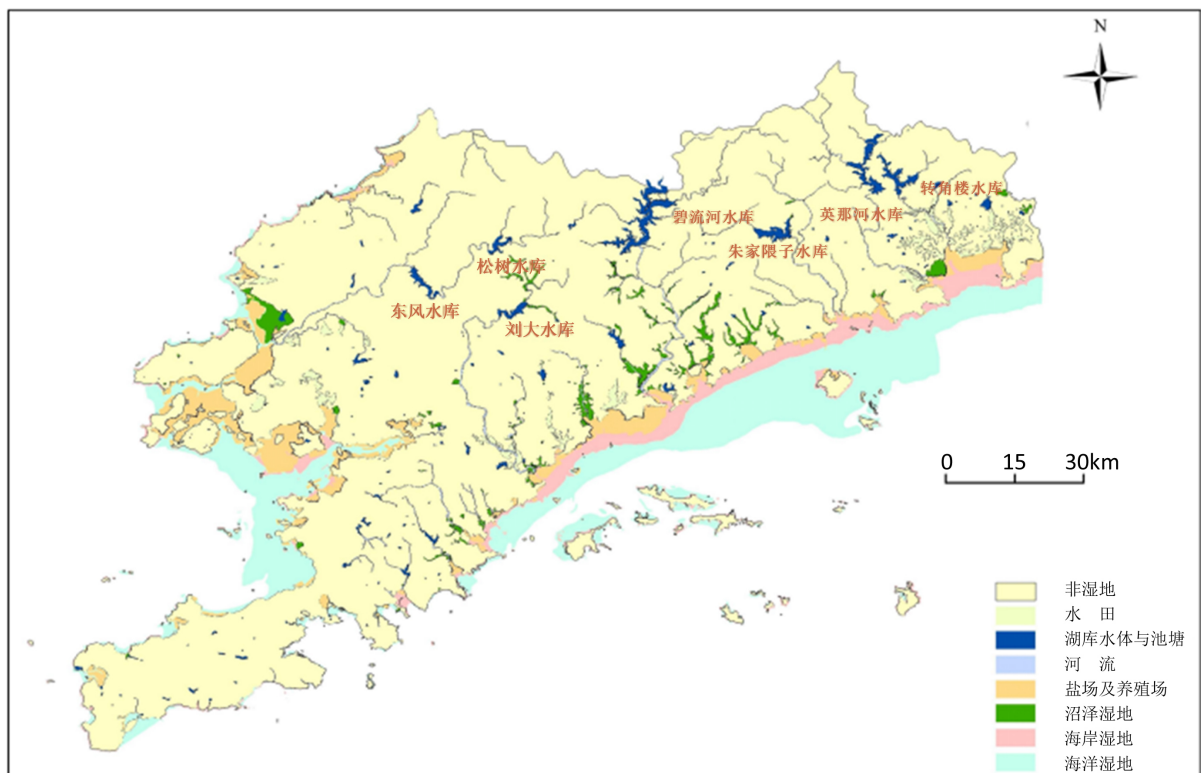 N
转角楼水库
碧流河水库
英那河水库
朱家隈子水库
松树水库
东风水库
刘大水库
0 15 30km
非湿地
水 田
湖库水体与池塘
河 流
盐场及养殖场
沼泽湿地
海岸湿地
海洋湿地